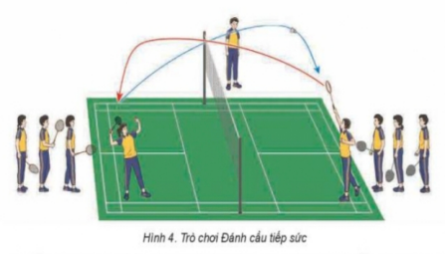 Hình 4. Trò chơi Đánh cầu tiếp sức